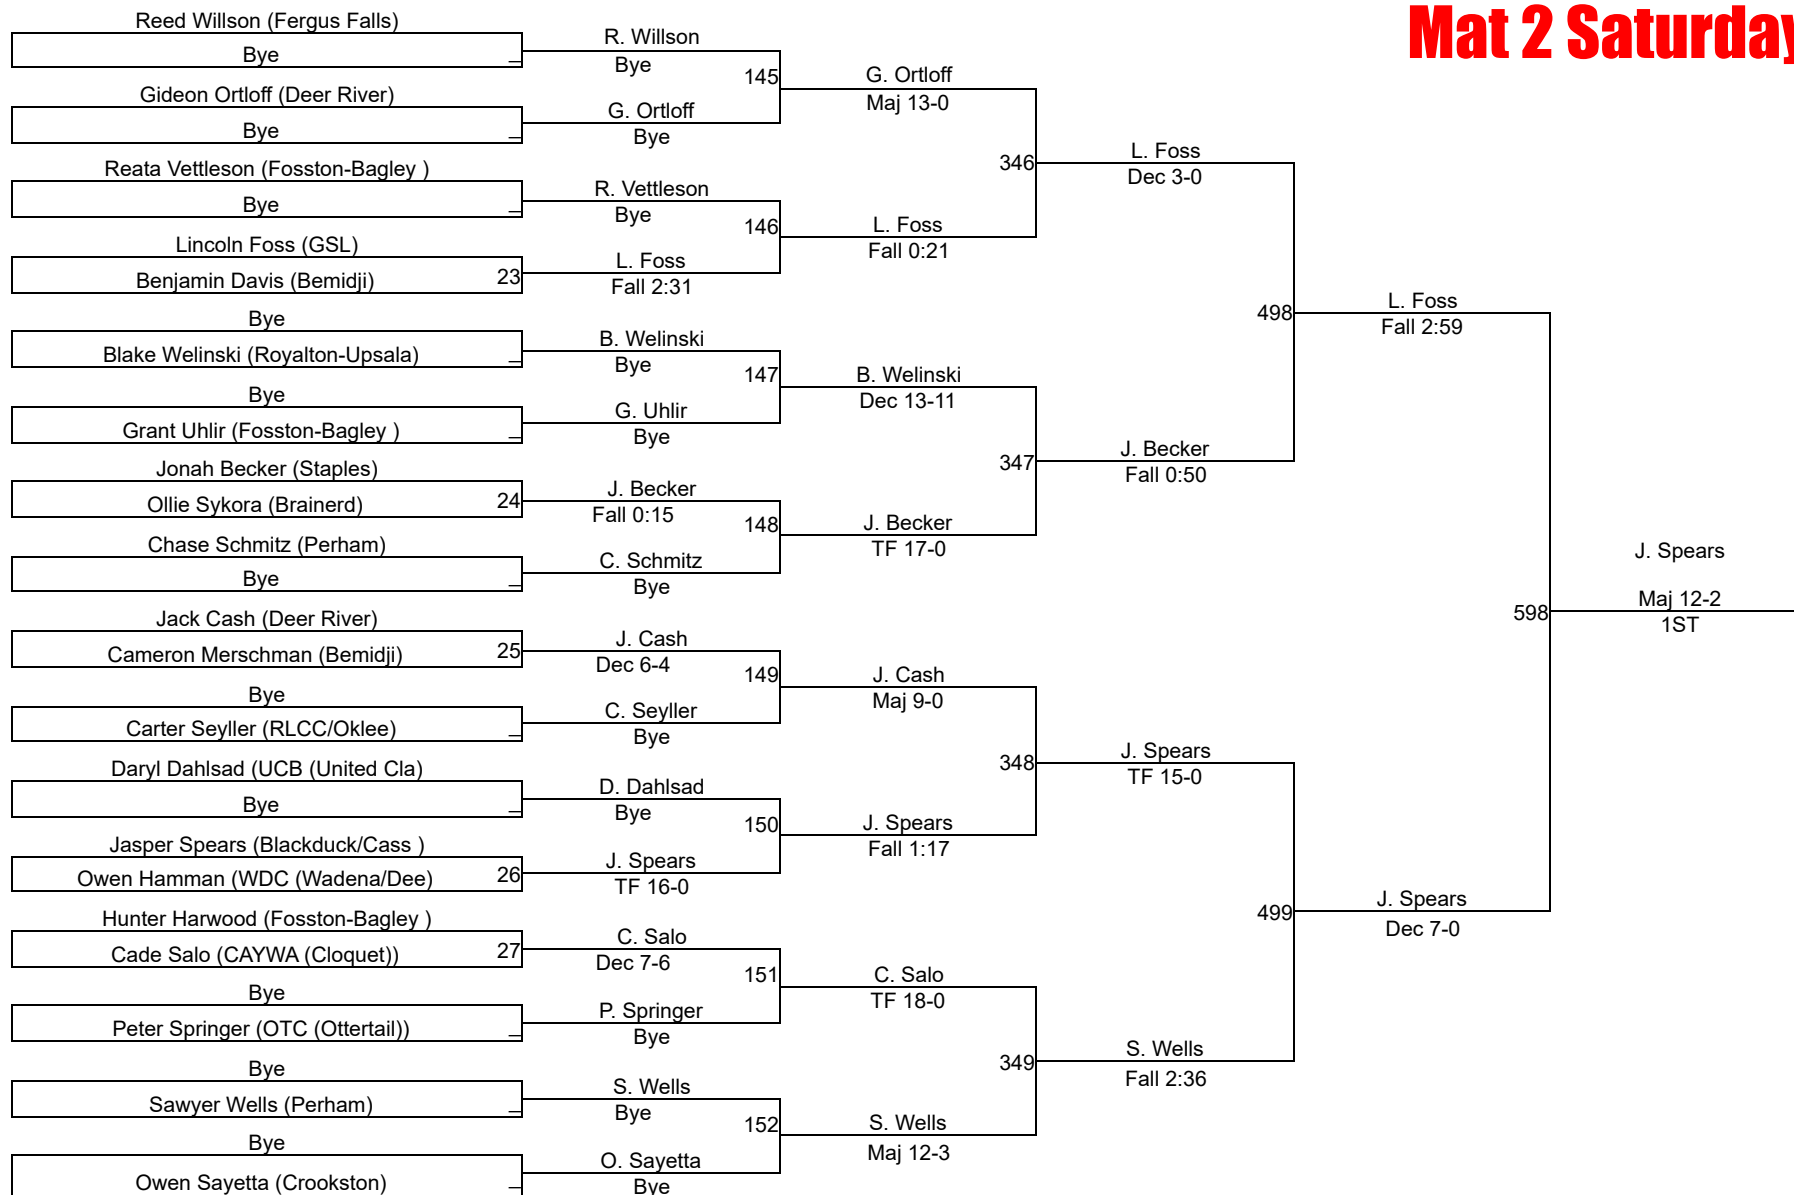 Mat 2 Saturday
Reed Willson (Fergus Falls)
Bye
Gideon Ortloff (Deer River)
Bye
Reata Vettleson (Fosston-Bagley )
Bye
Lincoln Foss (GSL)
Benjamin Davis (Bemidji)
23
Bye
Blake Welinski (Royalton-Upsala)
Bye
Grant Uhlir (Fosston-Bagley )
Jonah Becker (Staples)
Ollie Sykora (Brainerd)
24
Chase Schmitz (Perham)
Bye
Jack Cash (Deer River)
Cameron Merschman (Bemidji)
25
Bye
Carter Seyller (RLCC/Oklee)
Daryl Dahlsad (UCB (United Cla)
Bye
Jasper Spears (Blackduck/Cass )
Owen Hamman (WDC (Wadena/Dee)
26
Hunter Harwood (Fosston-Bagley )
Cade Salo (CAYWA (Cloquet))
27
Bye
Peter Springer (OTC (Ottertail))
Bye
Sawyer Wells (Perham)
Bye
Owen Sayetta (Crookston)
R. Willson
Bye
145
G. Ortloff
Bye
R. Vettleson
Bye
146
L. Foss
Fall 2:31
B. Welinski
Bye
147
G. Uhlir
Bye
J. Becker
Fall 0:15
148
C. Schmitz
Bye
J. Cash
Dec 6-4
149
C. Seyller
Bye
D. Dahlsad
Bye
150
J. Spears
TF 16-0
C. Salo
Dec 7-6
151
P. Springer
Bye
S. Wells
Bye
152
O. Sayetta
Bye
G. Ortloff
Maj 13-0
346
L. Foss
Fall 0:21
B. Welinski
Dec 13-11
347
J. Becker
TF 17-0
J. Cash
Maj 9-0
348
J. Spears
Fall 1:17
C. Salo
TF 18-0
349
S. Wells
Maj 12-3
L. Foss
Dec 3-0
498
J. Becker
Fall 0:50
J. Spears
TF 15-0
499
S. Wells
Fall 2:36
L. Foss
Fall 2:59
598
J. Spears
Dec 7-0
J. Spears
Maj 12-2
1ST